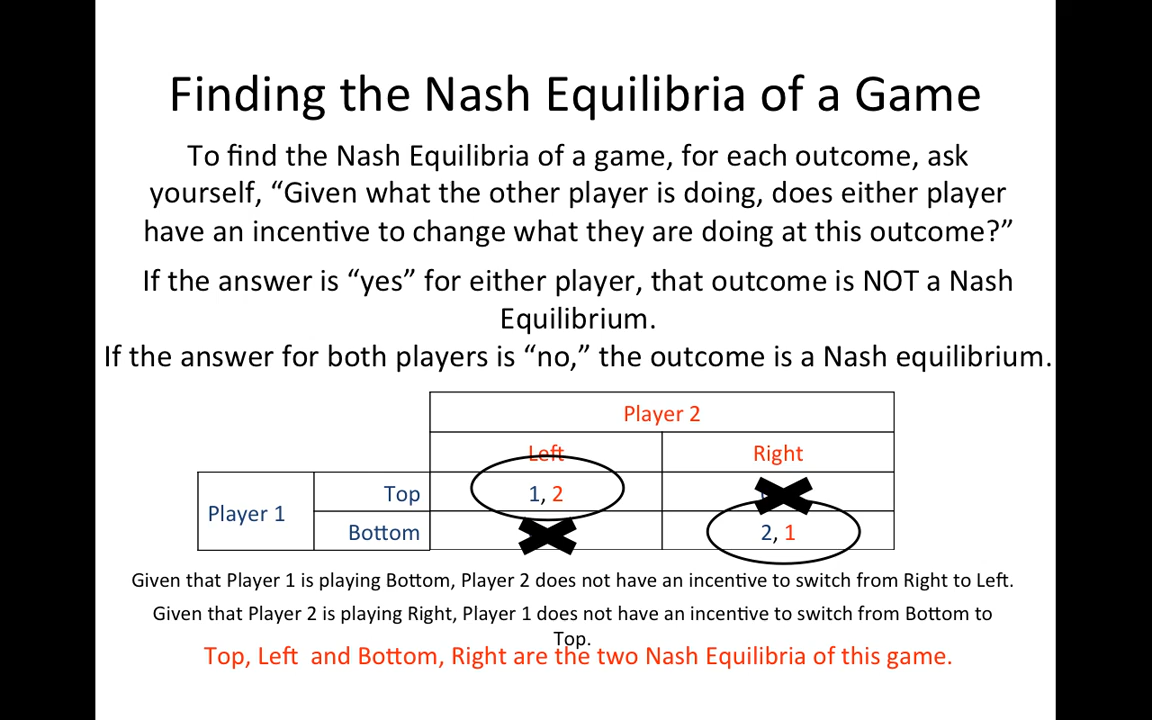 Finding the Nash Equilibria of a Game
To find the Nash Equilibria of a game, for each outcome, ask
yourself, “Given what the other player is doing, does either player
have an incentive to change what they are doing at this outcome?”
If the answer is “yes” for either player, that outcome is NOT a Nash
Equilibrium.
If the answer for both players is “no,” the outcome is a Nash equilibrium.
Player 2
Left Right
Player 1
Top 1, 2
Bottom 2, 1
Given that Player 1 is playing Bottom, Player 2 does not have an incentive to switch from Right to Left.
Given that Player 2 is playing Right, Player 1 does not have an incentive to switch from Bottom to
Top.
Top, Left and Bottom, Right are the two Nash Equilibria of this game.